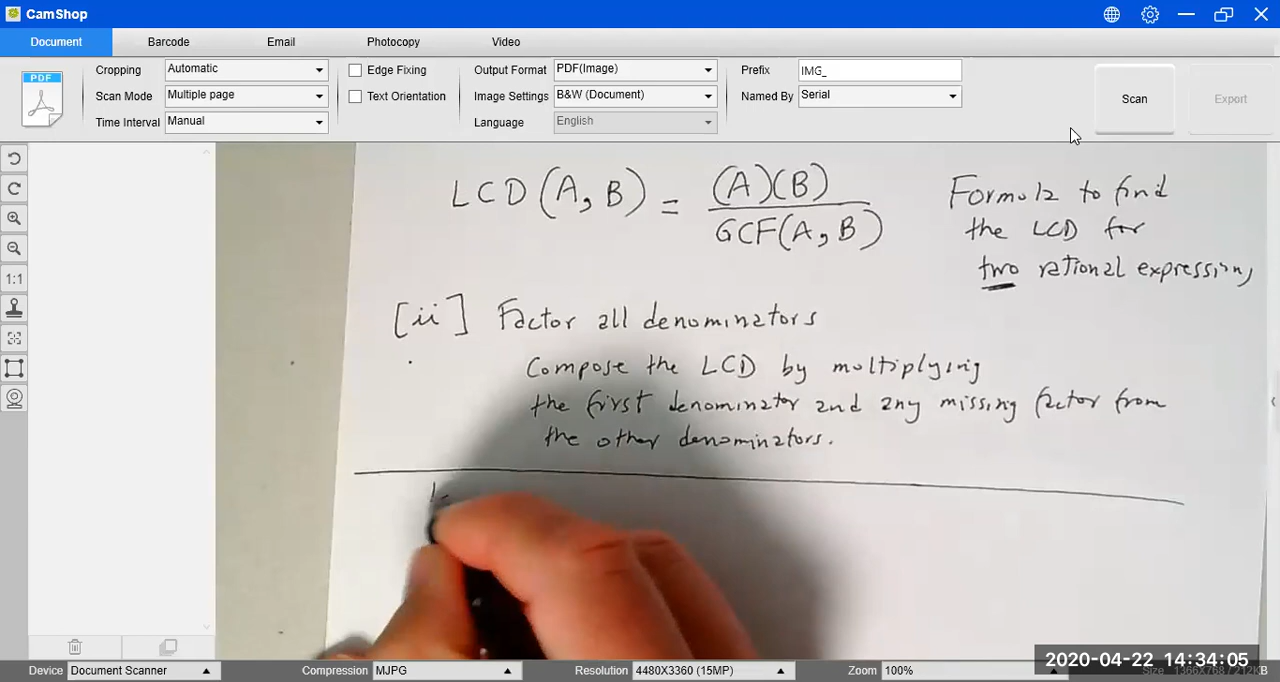 CamShop
Document Barcode Email Photocopy Video
PDF
Cropping Automatic Edge Fixing Output Format PDF(Image) Prefix IMG_ Scan Export
Scan Mode Multiple page Text Orientation Image Settings B&W (Document) Named By Serial
Time Interval Manual Language English
LCD(A,B) = (A)(B)
GCF(A,B)
Formula to find
the LCD for
two rational expressions
[ii] Factor all denominators
Compose the LCD by multiplying
the first denominator and any missing factor from
the other denominators.
1:1
Device Document Scanner Compression MJPG Resolution 4480X3360 (15MP) Zoom 100%
2020-04-22 14:34:05